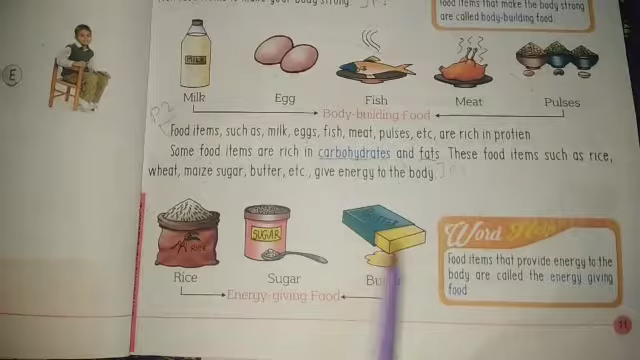 food items that make the body strong
are called body-building food.
E
MILK
Milk
Egg
Fish
Meat
Pulses
Body-building Food
P.2
Food items, such as, milk, eggs, fish, meat, pulses, etc, are rich in protien.
Some food items are rich in carbohydrates and fats. These food items such as rice,
wheat, maize sugar, butter, etc., give energy to the body.
RICE
SUGAR
Rice
Sugar
Energy-giving Food
Word
Food items that provide energy to the
body are called the energy giving
food
11